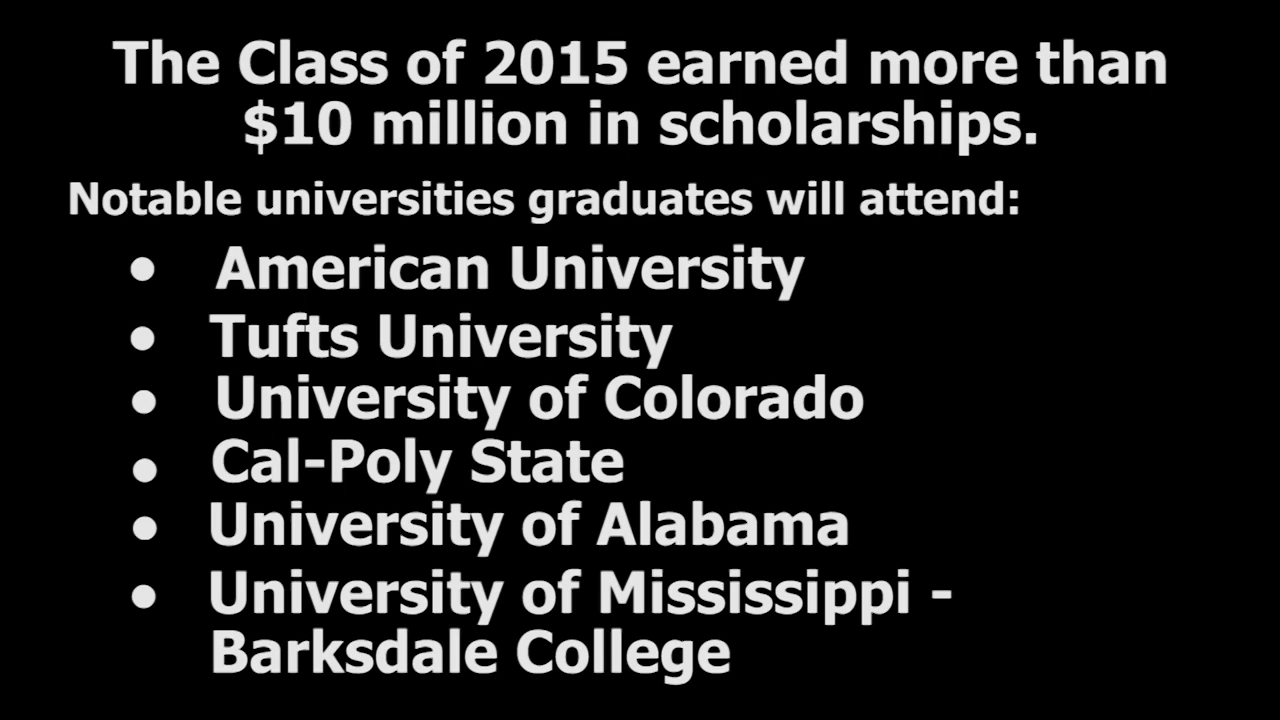 The Class of 2015 earned more than
$10 million in scholarships.
Notable universities graduates will attend:
● American University
● Tufts University
● University of Colorado
● Cal-Poly State
● University of Alabama
● University of Mississippi -
Barksdale College